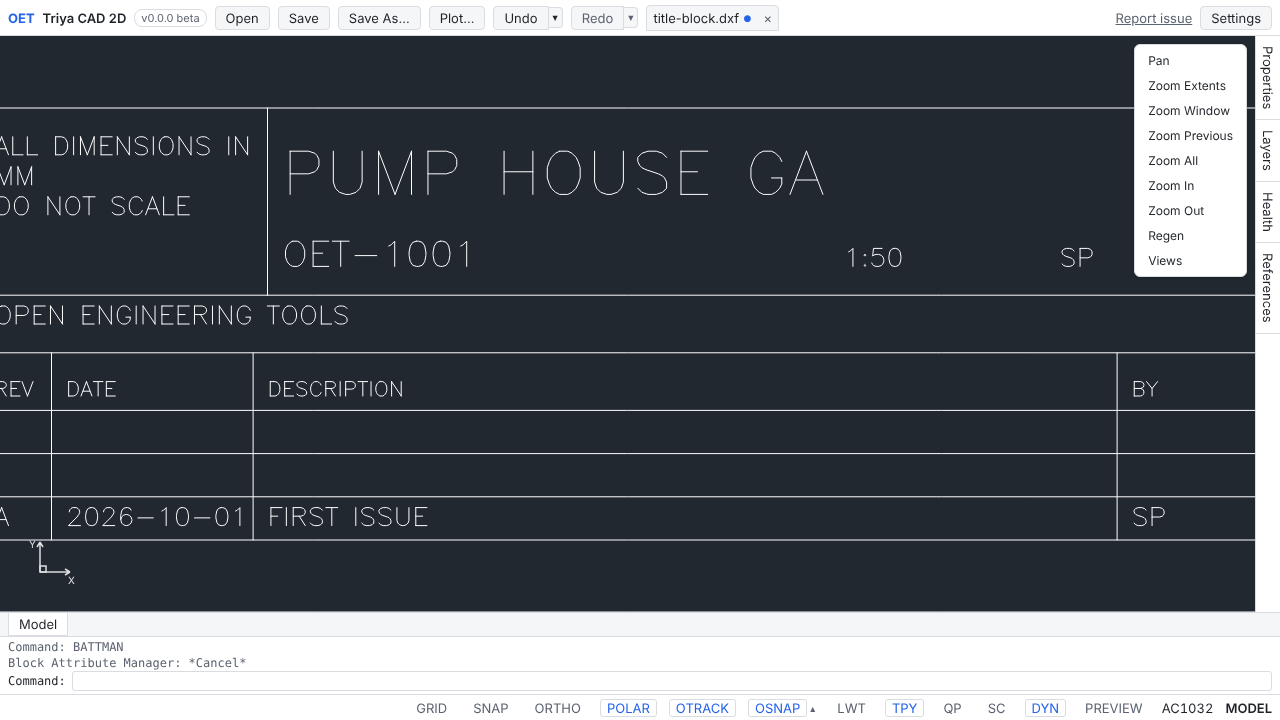 OET Triya CAD 2D v0.0.0 beta Open Save Save As... Plot... Undo ▾ Redo ▾ title-block.dxf × Report issue Settings
Pan
Zoom Extents
Zoom Window
Zoom Previous
Zoom All
Zoom In
Zoom Out
Regen
Views
Properties
Layers
Health
References
ALL DIMENSIONS IN
MM
DO NOT SCALE
PUMP HOUSE GA
OET-1001 1:50 SP
OPEN ENGINEERING TOOLS
REV DATE DESCRIPTION BY
A 2026-10-01 FIRST ISSUE SP
Y
X
Model
Command: BATTMAN
Block Attribute Manager: *Cancel*
Command:
GRID SNAP ORTHO POLAR OTRACK OSNAP ▴ LWT TPY QP SC DYN PREVIEW AC1032 MODEL